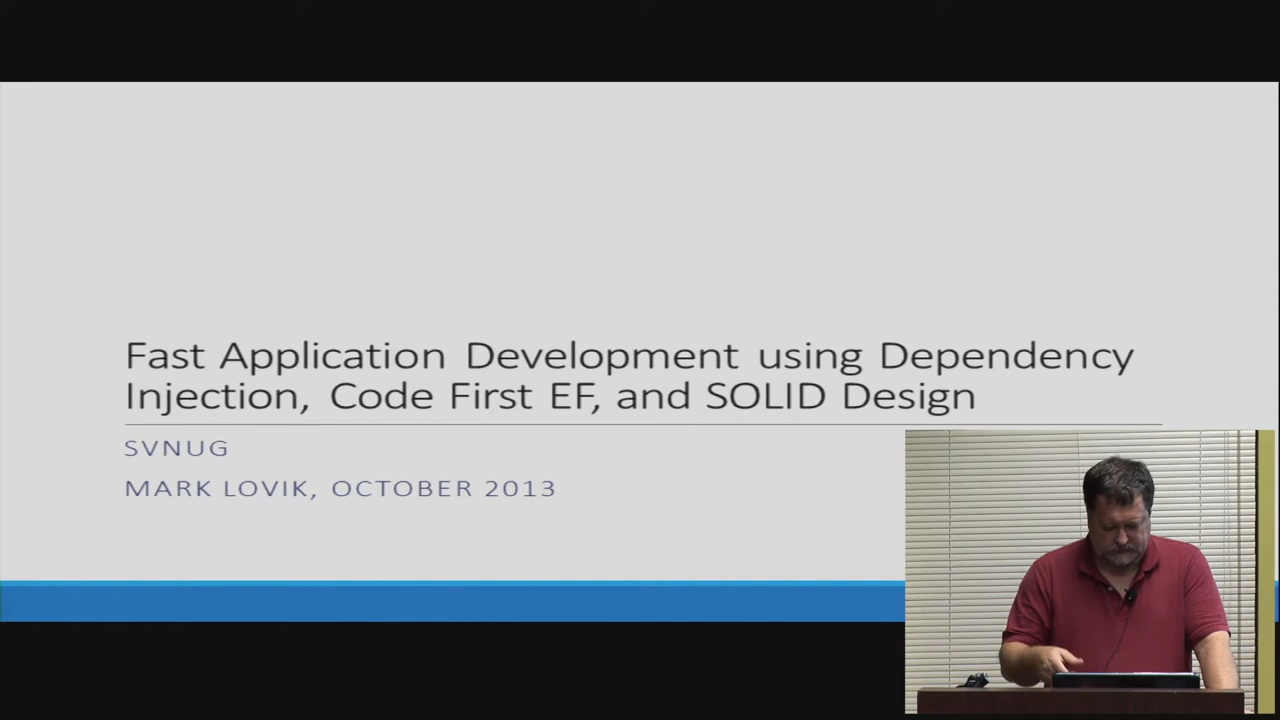 Fast Application Development using Dependency
Injection, Code First EF, and SOLID Design
SVNUG
MARK LOVIK, OCTOBER 2013